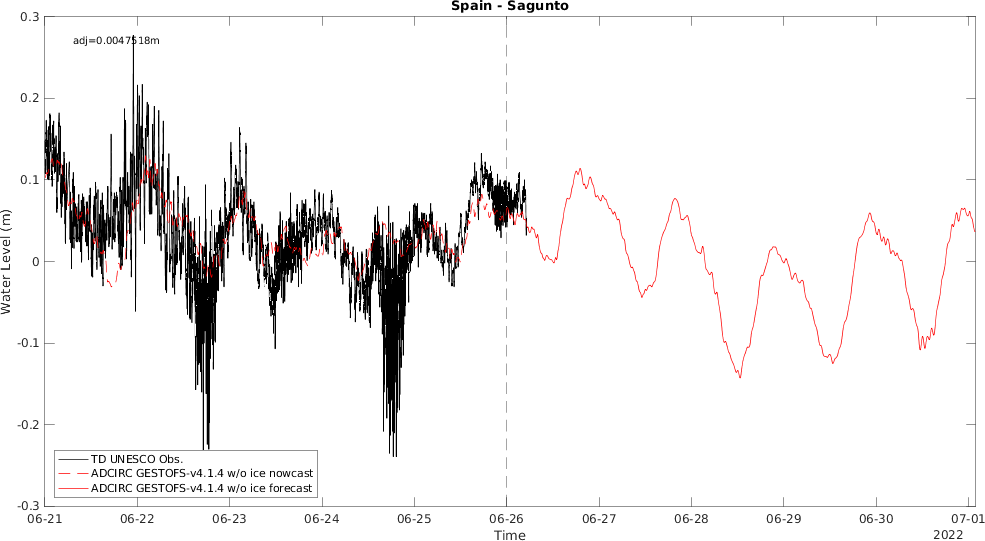 Spain - Sagunto
adj=0.0047518m
0.3
0.2
0.1
0
-0.1
-0.2
-0.3
Water Level (m)
TD UNESCO Obs.
ADCIRC GESTOFS-v4.1.4 w/o ice nowcast
ADCIRC GESTOFS-v4.1.4 w/o ice forecast
06-21 06-22 06-23 06-24 06-25 06-26 06-27 06-28 06-29 06-30 07-01
Time
2022